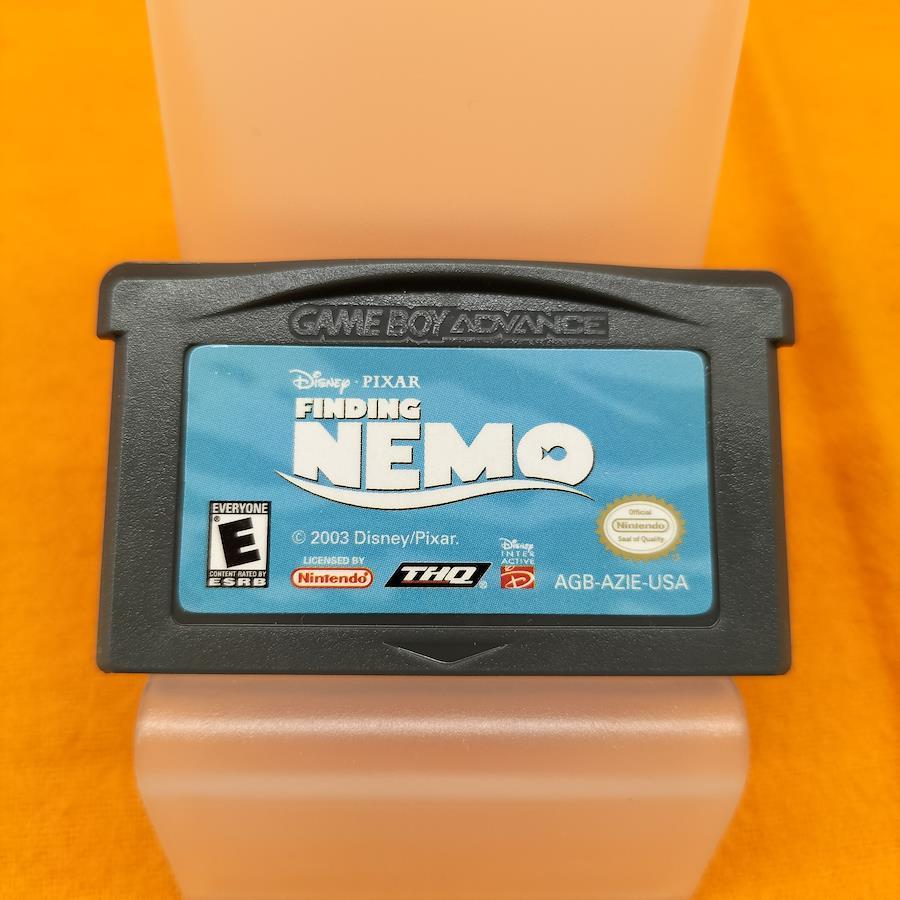 GAME BOY ADVANCE
Disney · PIXAR
FINDING
NEMO
EVERYONE
E
CONTENT RATED BY
ESRB
© 2003 Disney/Pixar.
LICENSED BY
Nintendo
THQ
Disney
INTER
ACTIVE
D
Official
Nintendo
Seal of Quality
AGB-AZIE-USA